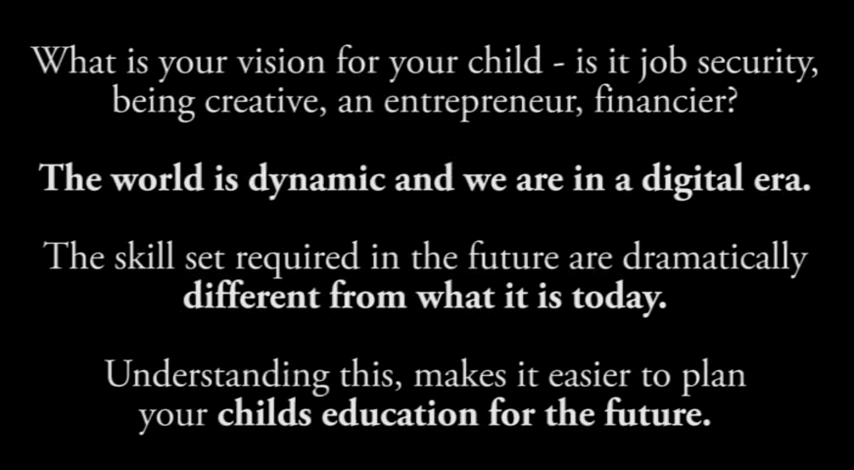 What is your vision for your child - is it job security,
being creative, an entrepreneur, financier?
The world is dynamic and we are in a digital era.
The skill set required in the future are dramatically
different from what it is today.
Understanding this, makes it easier to plan
your childs education for the future.